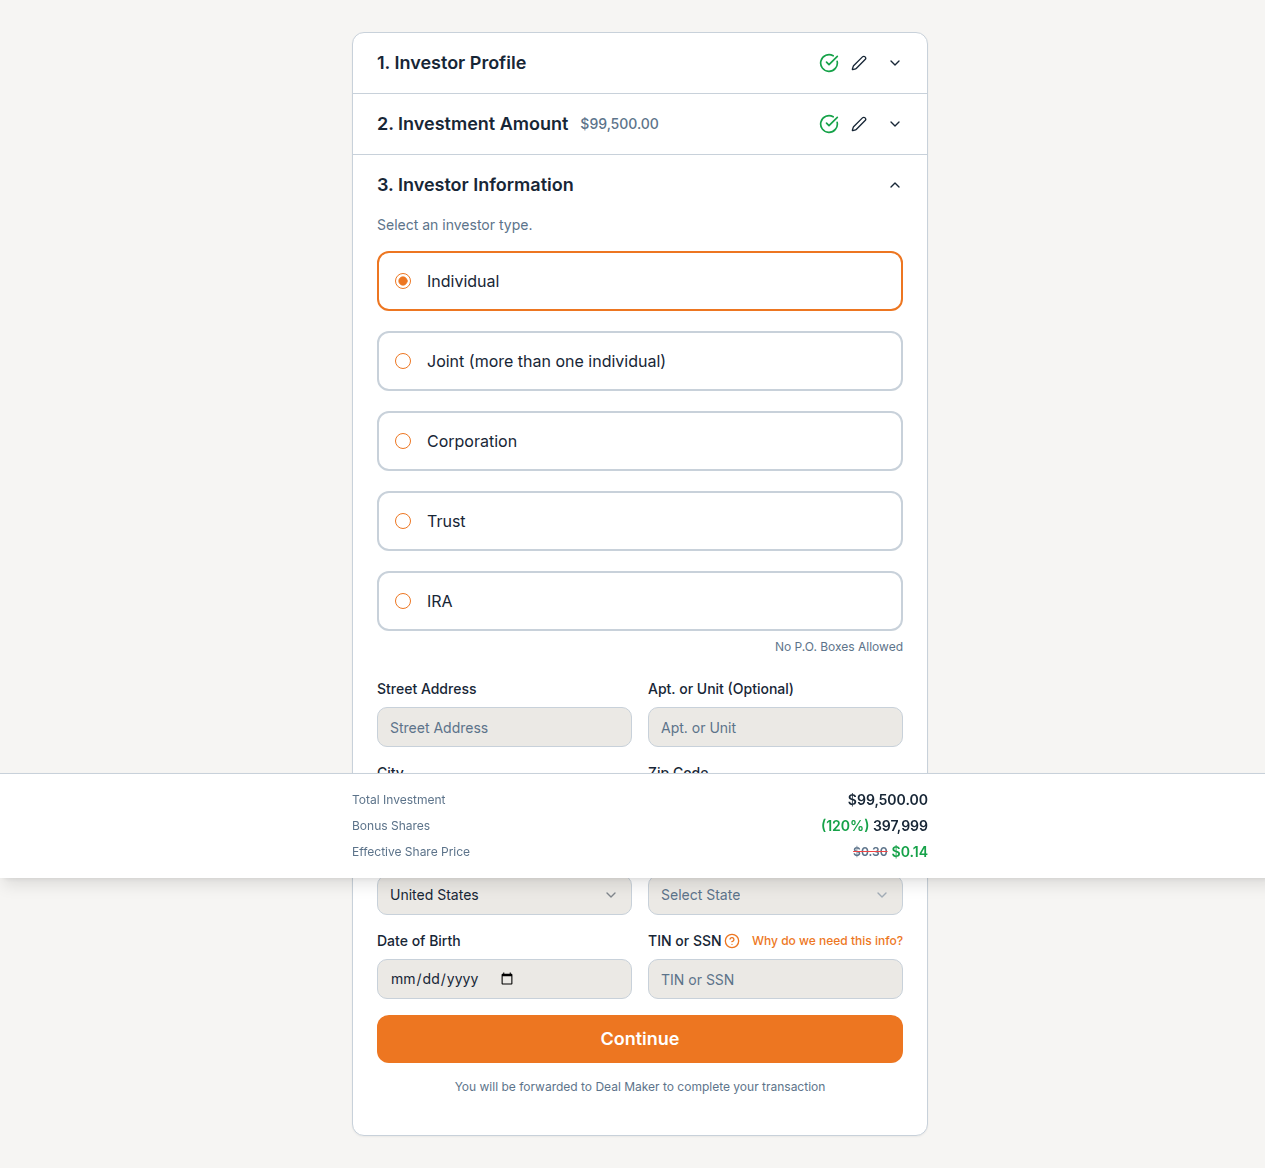 1. Investor Profile
2. Investment Amount $99,500.00
3. Investor Information
Select an investor type.
Individual
Joint (more than one individual)
Corporation
Trust
IRA
No P.O. Boxes Allowed
Street Address Apt. or Unit (Optional)
Street Address Apt. or Unit
City Zip Code
Total Investment $99,500.00
Bonus Shares (120%) 397,999
Effective Share Price $0.30 $0.14
United States Select State
Date of Birth TIN or SSN Why do we need this info?
mm/dd/yyyy TIN or SSN
Continue
You will be forwarded to Deal Maker to complete your transaction